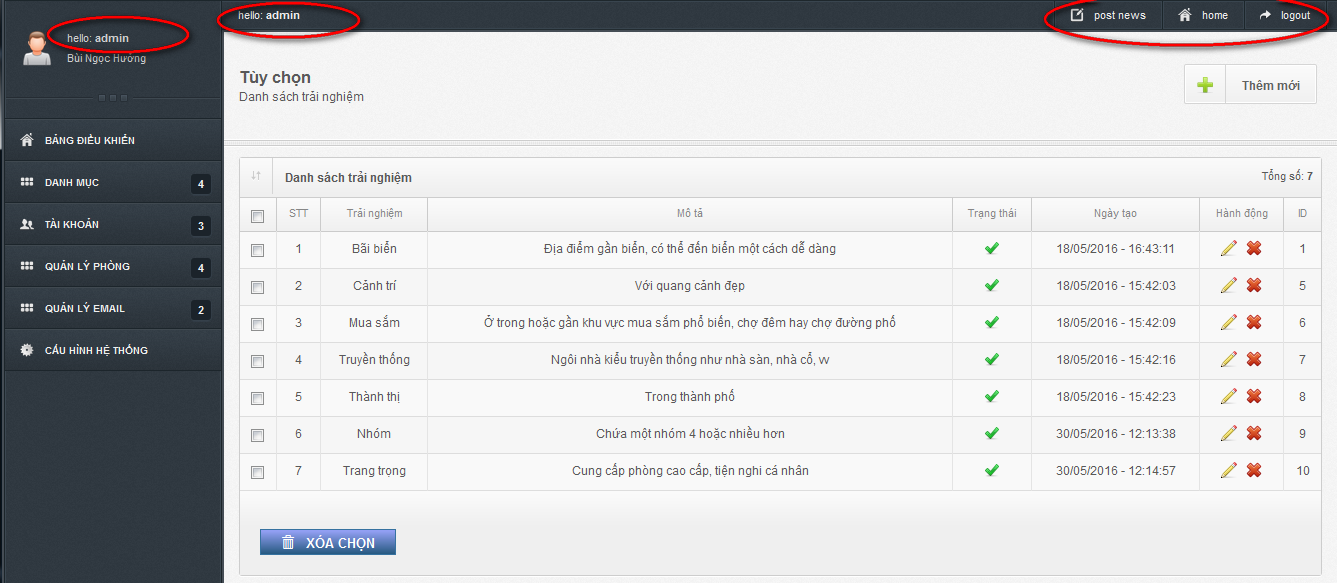 hello: admin
Bùi Ngọc Hưởng
BẢNG ĐIỀU KHIỂN
DANH MỤC 4
TÀI KHOẢN 3
QUẢN LÝ PHÒNG 4
QUẢN LÝ EMAIL 2
CẤU HÌNH HỆ THỐNG
hello: admin post news home logout
Tùy chọn
Danh sách trải nghiệm
Thêm mới
Danh sách trải nghiệm Tổng số: 7
STT Trải nghiệm Mô tả Trạng thái Ngày tạo Hành động ID
1 Bãi biển Địa điểm gần biển, có thể đến biển một cách dễ dàng 18/05/2016 - 16:43:11 1
2 Cảnh trí Với quang cảnh đẹp 18/05/2016 - 15:42:03 5
3 Mua sắm Ở trong hoặc gần khu vực mua sắm phổ biến, chợ đêm hay chợ đường phố 18/05/2016 - 15:42:09 6
4 Truyền thống Ngôi nhà kiểu truyền thống như nhà sàn, nhà cổ, vv 18/05/2016 - 15:42:16 7
5 Thành thị Trong thành phố 18/05/2016 - 15:42:23 8
6 Nhóm Chứa một nhóm 4 hoặc nhiều hơn 30/05/2016 - 12:13:38 9
7 Trang trọng Cung cấp phòng cao cấp, tiện nghi cá nhân 30/05/2016 - 12:14:57 10
XÓA CHỌN